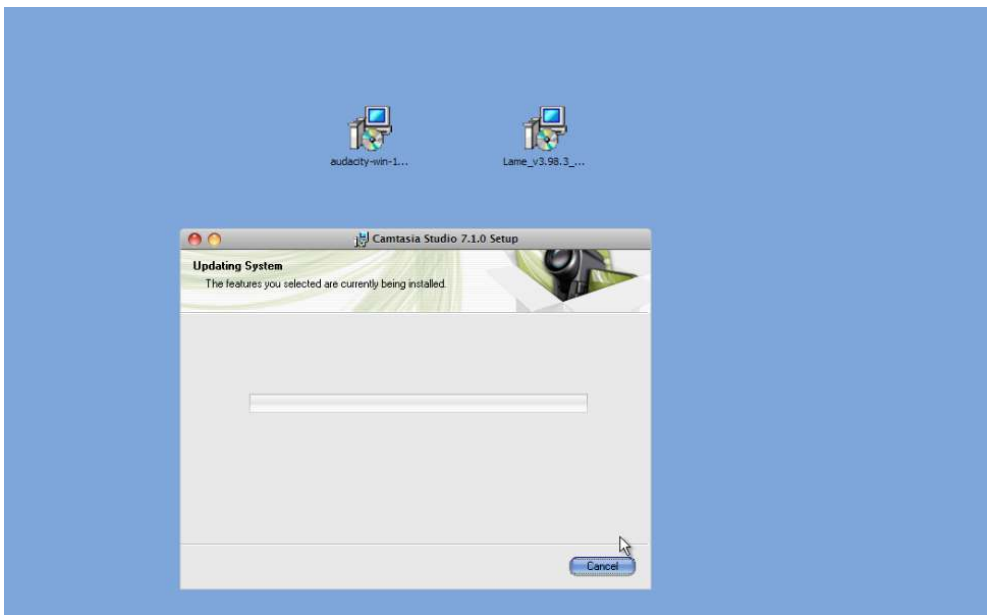 audacity-win-1...
Lame_v3.98.3_...
Camtasia Studio 7.1.0 Setup
Updating System
The features you selected are currently being installed.
Cancel